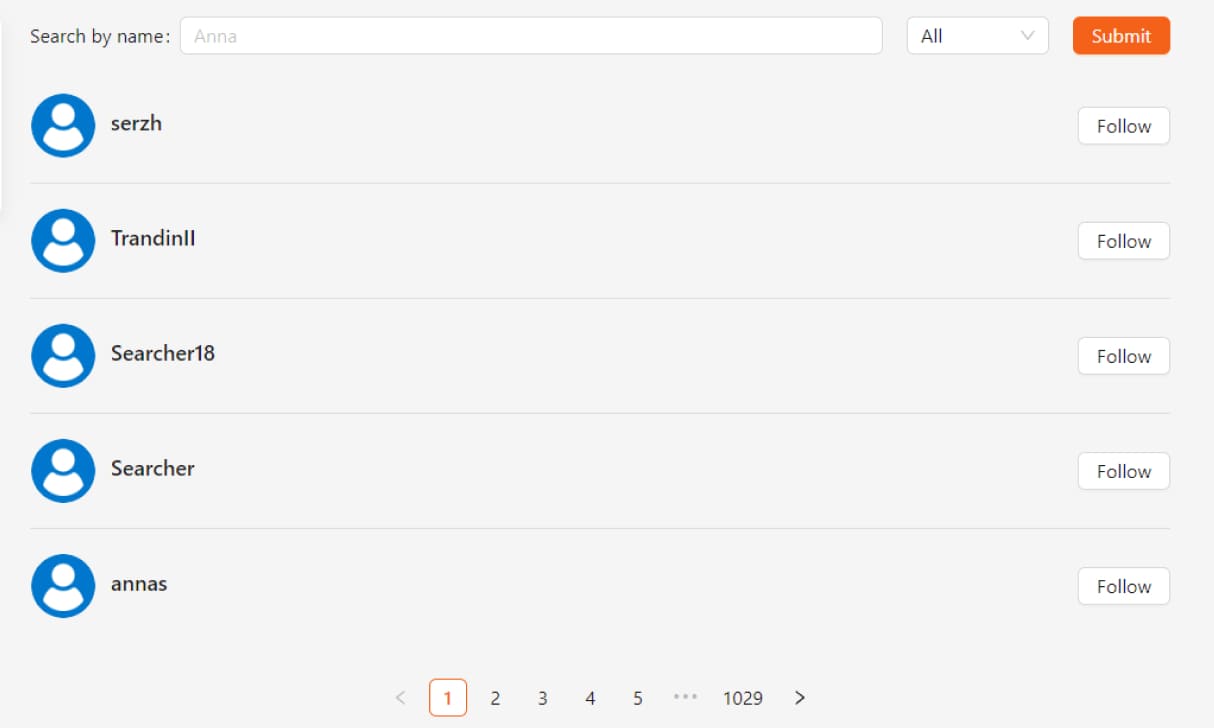 Search by name: Anna All Submit
serzh Follow
TrandinII Follow
Searcher18 Follow
Searcher Follow
annas Follow
< 1 2 3 4 5 ••• 1029 >